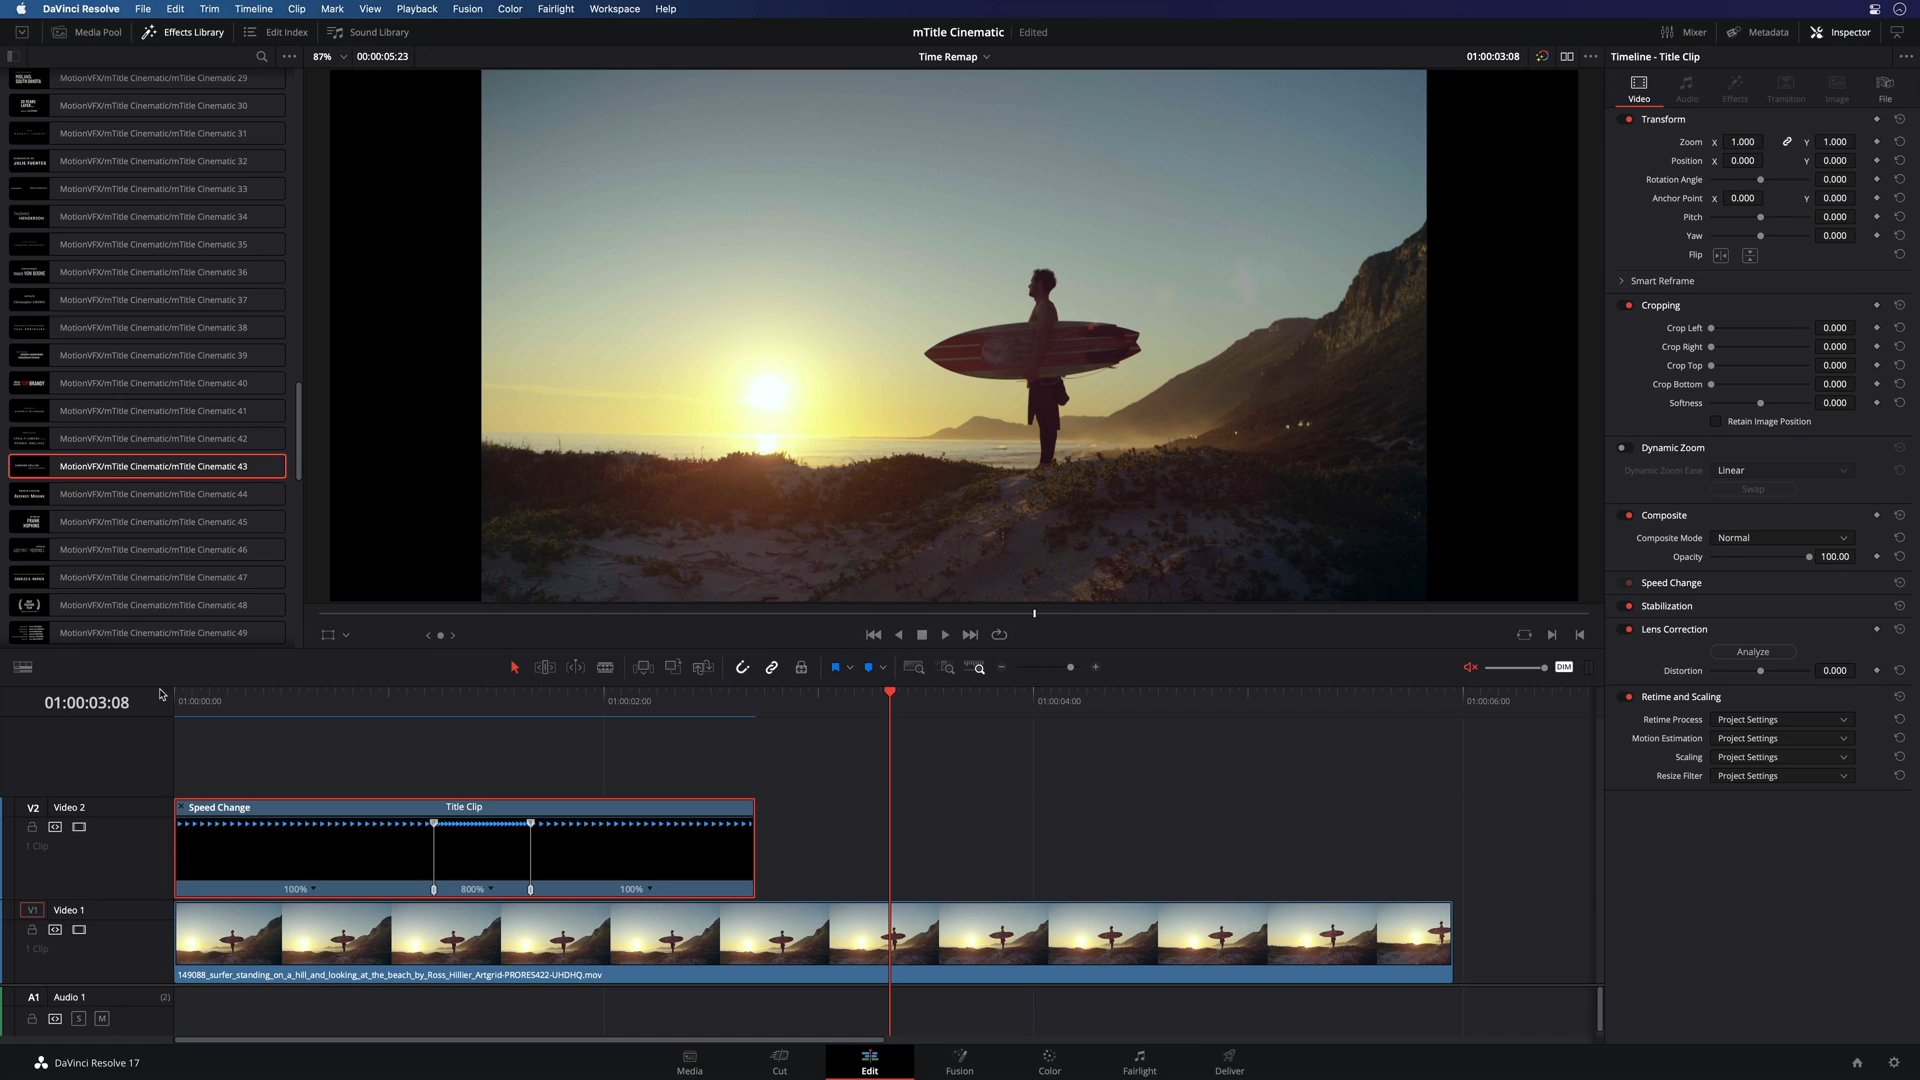 DaVinci Resolve File Edit Trim Timeline Clip Mark View Playback Fusion Color Fairlight Workspace Help
Media Pool Effects Library Edit Index Sound Library mTitle Cinematic Edited Mixer Metadata Inspector
87% 00:00:05:23 Time Remap 01:00:03:08 Timeline - Title Clip
MotionVFX/mTitle Cinematic/mTitle Cinematic 29
MotionVFX/mTitle Cinematic/mTitle Cinematic 30
MotionVFX/mTitle Cinematic/mTitle Cinematic 31
JULIE FUENTES MotionVFX/mTitle Cinematic/mTitle Cinematic 32
MotionVFX/mTitle Cinematic/mTitle Cinematic 33
HENDERSON MotionVFX/mTitle Cinematic/mTitle Cinematic 34
MotionVFX/mTitle Cinematic/mTitle Cinematic 35
MotionVFX/mTitle Cinematic/mTitle Cinematic 36
MotionVFX/mTitle Cinematic/mTitle Cinematic 37
MotionVFX/mTitle Cinematic/mTitle Cinematic 38
MotionVFX/mTitle Cinematic/mTitle Cinematic 39
MotionVFX/mTitle Cinematic/mTitle Cinematic 40
MotionVFX/mTitle Cinematic/mTitle Cinematic 41
MotionVFX/mTitle Cinematic/mTitle Cinematic 42
MotionVFX/mTitle Cinematic/mTitle Cinematic 43
MotionVFX/mTitle Cinematic/mTitle Cinematic 44
FRANK HOPKINS MotionVFX/mTitle Cinematic/mTitle Cinematic 45
MotionVFX/mTitle Cinematic/mTitle Cinematic 46
MotionVFX/mTitle Cinematic/mTitle Cinematic 47
MotionVFX/mTitle Cinematic/mTitle Cinematic 48
MotionVFX/mTitle Cinematic/mTitle Cinematic 49
Video Audio Effects Transition Image File
Transform
Zoom X 1.000 Y 1.000
Position X 0.000 Y 0.000
Rotation Angle 0.000
Anchor Point X 0.000 Y 0.000
Pitch 0.000
Yaw 0.000
Flip
Smart Reframe
Cropping
Crop Left 0.000
Crop Right 0.000
Crop Top 0.000
Crop Bottom 0.000
Softness 0.000
Retain Image Position
Dynamic Zoom
Dynamic Zoom Ease Linear
Swap
Composite
Composite Mode Normal
Opacity 100.00
Speed Change
Stabilization
Lens Correction
Analyze
Distortion 0.000
Retime and Scaling
Retime Process Project Settings
Motion Estimation Project Settings
Scaling Project Settings
Resize Filter Project Settings
DIM
01:00:03:08 01:00:00:00 01:00:02:00 01:00:04:00 01:00:06:00
V2 Video 2 Speed Change Title Clip
1 Clip
100% 800% 100%
V1 Video 1
1 Clip
149088_surfer_standing_on_a_hill_and_looking_at_the_beach_by_Ross_Hillier_Artgrid-PRORES422-UHDHQ.mov
A1 Audio 1 (2)
S M
DaVinci Resolve 17 Media Cut Edit Fusion Color Fairlight Deliver